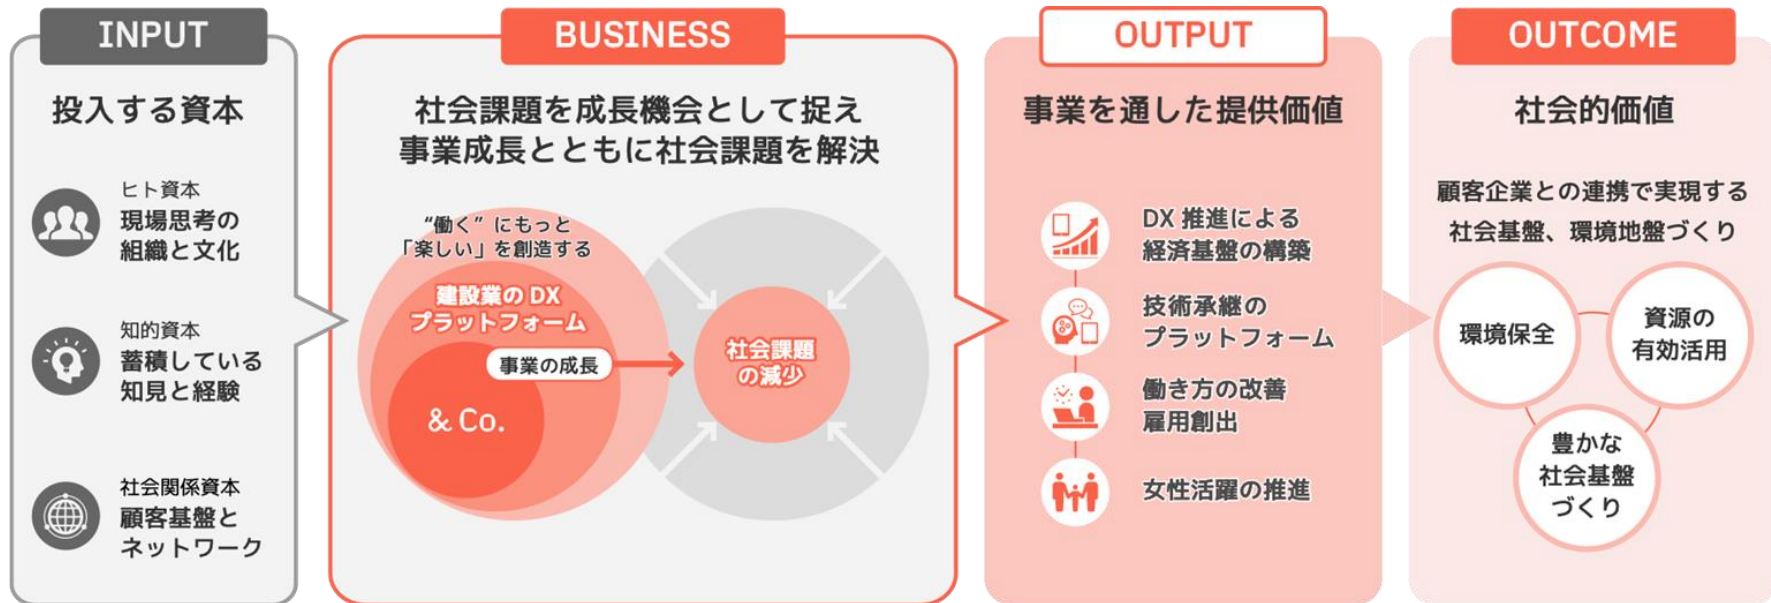 INPUT
投入する資本
ヒト資本
現場思考の
組織と文化
知的資本
蓄積している
知見と経験
社会関係資本
顧客基盤と
ネットワーク
BUSINESS
社会課題を成長機会として捉え
事業成長とともに社会課題を解決
“働く”にもっと
「楽しい」を創造する
建設業のDX
プラットフォーム
事業の成長
& Co.
社会課題
の減少
OUTPUT
事業を通した提供価値
DX 推進による
経済基盤の構築
技術承継の
プラットフォーム
働き方の改善
雇用創出
女性活躍の推進
OUTCOME
社会的価値
顧客企業との連携で実現する
社会基盤、環境地盤づくり
環境保全
資源の
有効活用
豊かな
社会基盤
づくり